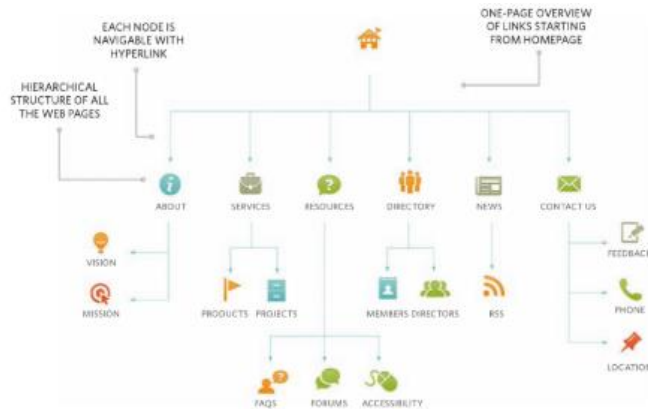 EACH NODE IS
NAVIGABLE WITH
HYPERLINK
ONE-PAGE OVERVIEW
OF LINKS STARTING
FROM HOMEPAGE
HIERARCHICAL
STRUCTURE OF ALL
THE WEB PAGES
ABOUT
SERVICES
RESOURCES
DIRECTORY
NEWS
CONTACT US
VISION
MISSION
PRODUCTS
PROJECTS
MEMBERS
DIRECTORS
RSS
FEEDBACK
PHONE
LOCATION
FAQS
FORUMS
ACCESSIBILITY